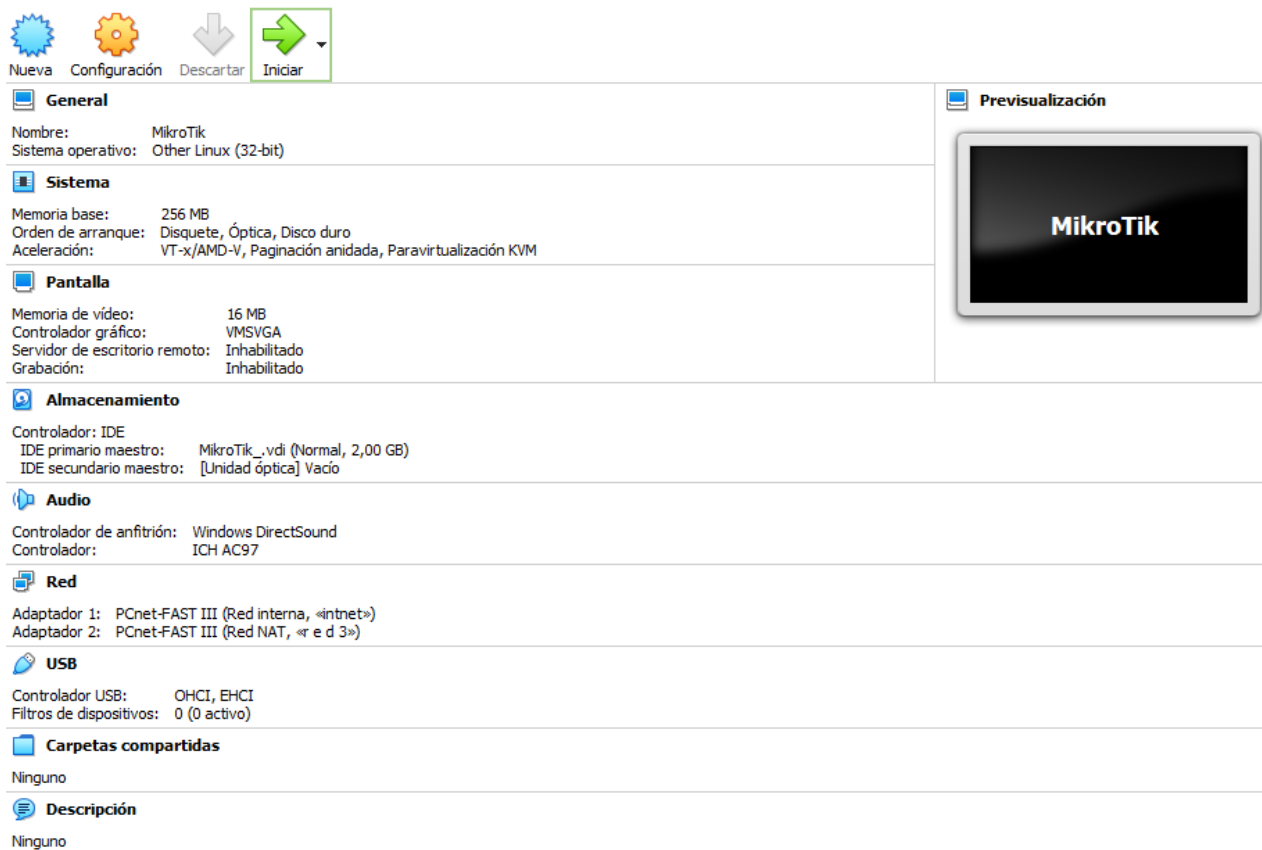 Nueva Configuración Descartar Iniciar
General
Nombre: MikroTik
Sistema operativo: Other Linux (32-bit)
Previsualización
MikroTik
Sistema
Memoria base: 256 MB
Orden de arranque: Disquete, Óptica, Disco duro
Aceleración: VT-x/AMD-V, Paginación anidada, Paravirtualización KVM
Pantalla
Memoria de vídeo: 16 MB
Controlador gráfico: VMSVGA
Servidor de escritorio remoto: Inhabilitado
Grabación: Inhabilitado
Almacenamiento
Controlador: IDE
IDE primario maestro: MikroTik_.vdi (Normal, 2,00 GB)
IDE secundario maestro: [Unidad óptica] Vacío
Audio
Controlador de anfitrión: Windows DirectSound
Controlador: ICH AC97
Red
Adaptador 1: PCnet-FAST III (Red interna, «intnet»)
Adaptador 2: PCnet-FAST III (Red NAT, «r e d 3»)
USB
Controlador USB: OHCI, EHCI
Filtros de dispositivos: 0 (0 activo)
Carpetas compartidas
Ninguno
Descripción
Ninguno